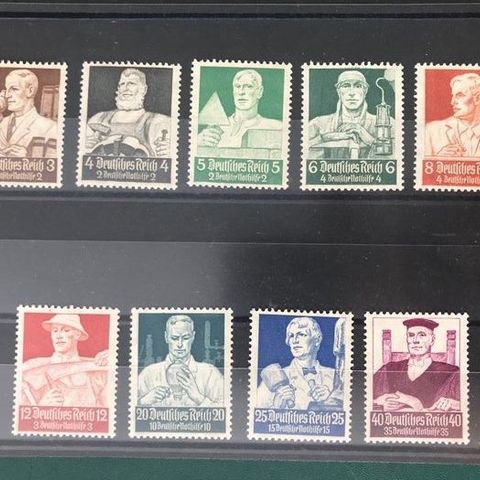 Deutsches Reich 3
Deutsche Nothilfe 2
4 Deutsches Reich 4
2 Deutsche Nothilfe 2
5 Deutsches Reich 5
2 Deutsche Nothilfe 2
6 Deutsches Reich 6
4 Deutsche Nothilfe 4
8 Deutsches Reich
4 Deutsche Nothilfe
12 Deutsches Reich 12
3 Deutsche Nothilfe 3
20 Deutsches Reich 20
10 Deutsche Nothilfe 10
25 Deutsches Reich 25
15 Deutsche Nothilfe 15
40 Deutsches Reich 40
35 Deutsche Nothilfe 35